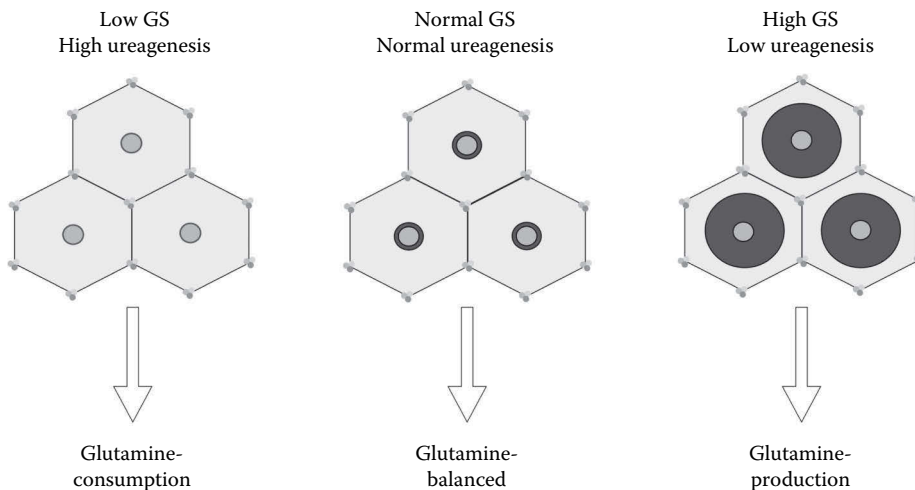 Low GS
High ureagenesis
Normal GS
Normal ureagenesis
High GS
Low ureagenesis
Glutamine-
consumption
Glutamine-
balanced
Glutamine-
production